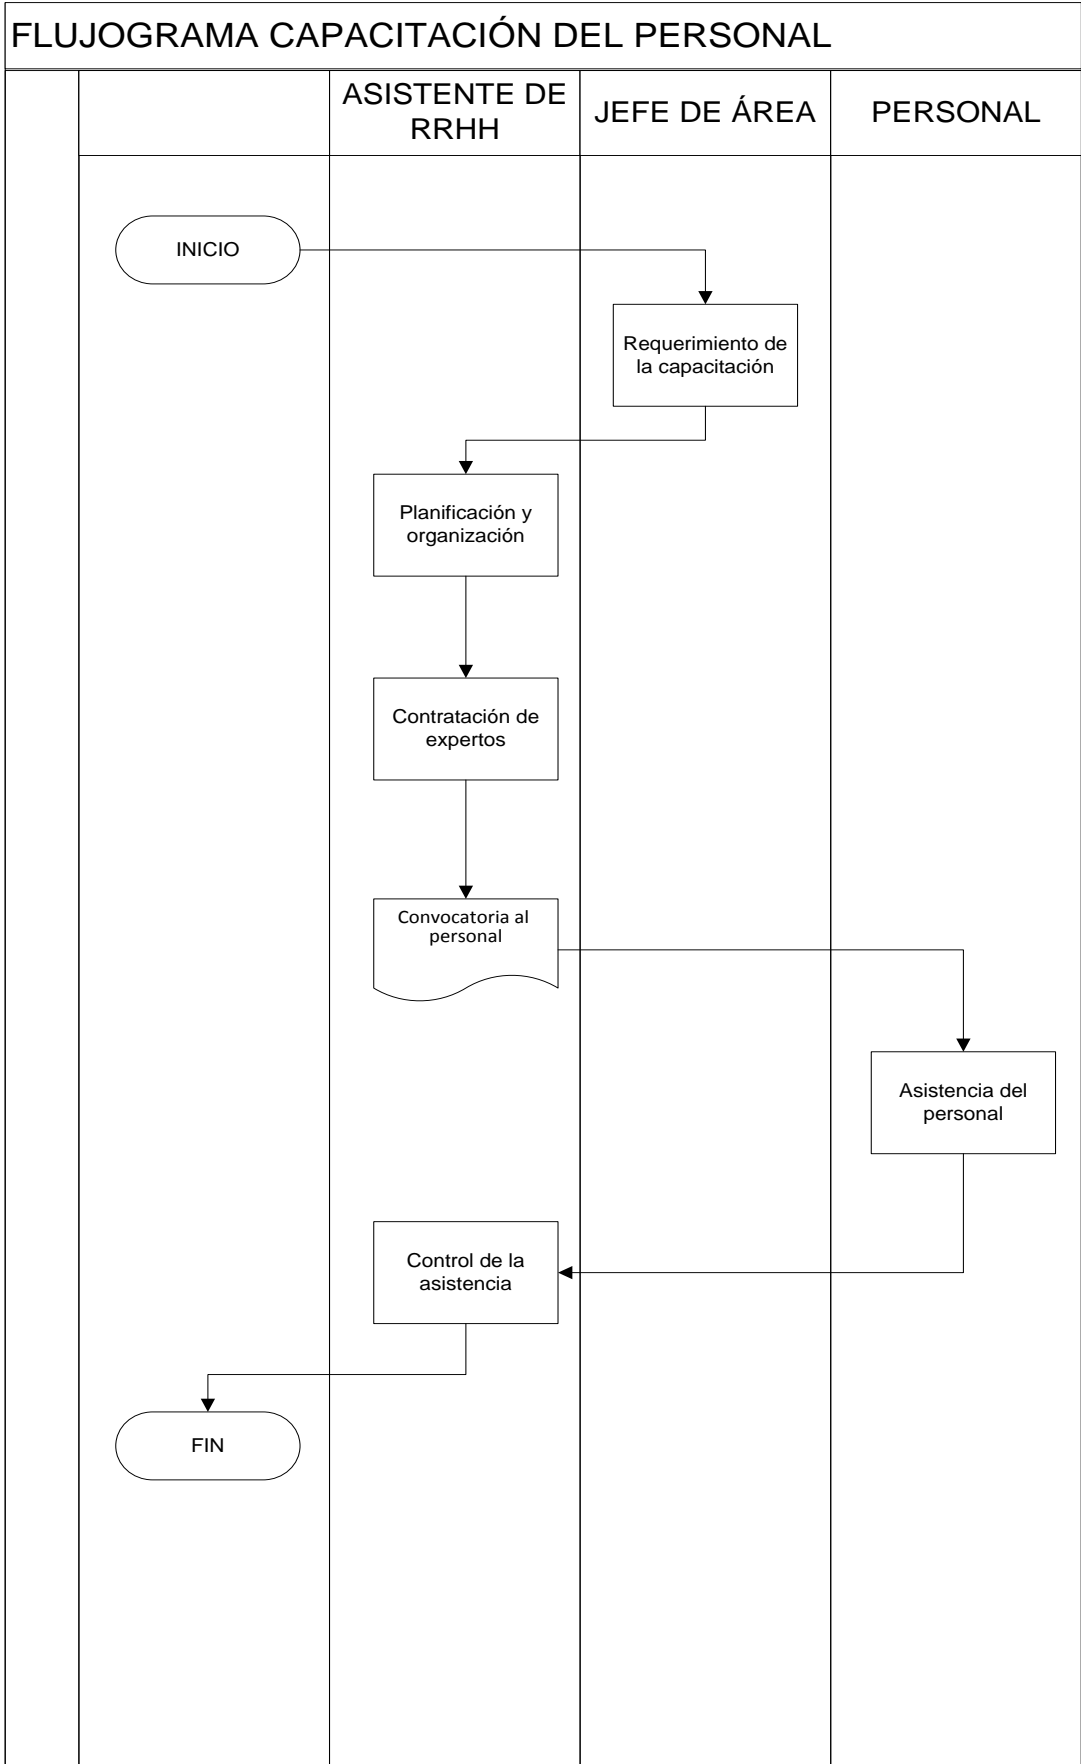 FLUJOGRAMA CAPACITACIÓN DEL PERSONAL
ASISTENTE DE
RRHH
JEFE DE ÁREA
PERSONAL
INICIO
Requerimiento de
la capacitación
Planificación y
organización
Contratación de
expertos
Convocatoria al
personal
Asistencia del
personal
Control de la
asistencia
FIN